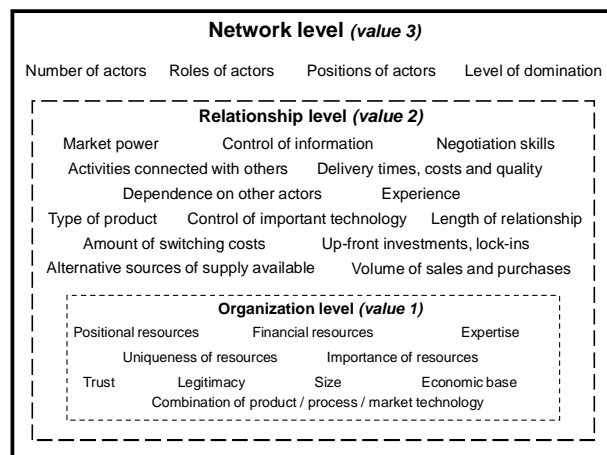 Network level (value 3)
Number of actors Roles of actors Positions of actors Level of domination
Relationship level (value 2)
Market power Control of information Negotiation skills
Activities connected with others Delivery times, costs and quality
Dependence on other actors Experience
Type of product Control of important technology Length of relationship
Amount of switching costs Up-front investments, lock-ins
Alternative sources of supply available Volume of sales and purchases
Organization level (value 1)
Positional resources Financial resources Expertise
Uniqueness of resources Importance of resources
Trust Legitimacy Size Economic base
Combination of product / process / market technology